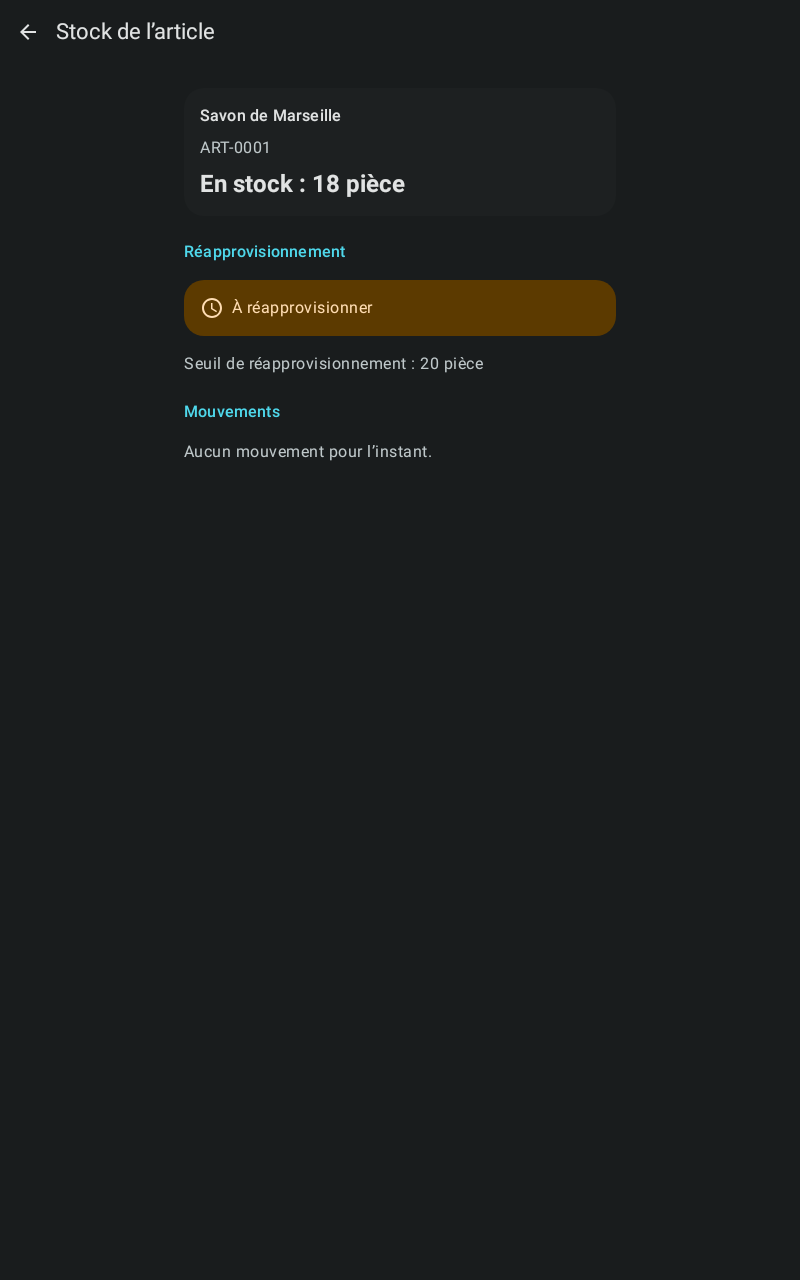 Stock de l’article
Savon de Marseille
ART-0001
En stock : 18 pièce
Réapprovisionnement
À réapprovisionner
Seuil de réapprovisionnement : 20 pièce
Mouvements
Aucun mouvement pour l’instant.